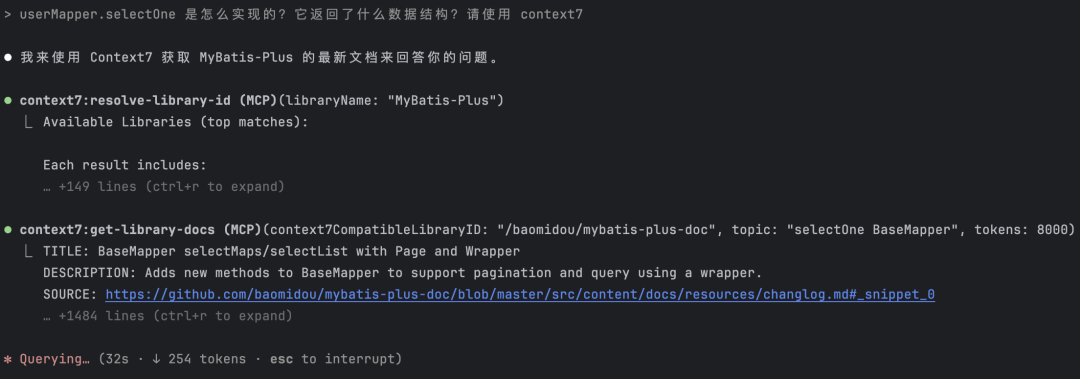 > userMapper.selectOne 是怎么实现的？它返回了什么数据结构？请使用 context7
● 我来使用 Context7 获取 MyBatis-Plus 的最新文档来回答你的问题。
● context7:resolve-library-id (MCP)(libraryName: "MyBatis-Plus")
⎿ Available Libraries (top matches):
Each result includes:
… +149 lines (ctrl+r to expand)
● context7:get-library-docs (MCP)(context7CompatibleLibraryID: "/baomidou/mybatis-plus-doc", topic: "selectOne BaseMapper", tokens: 8000)
⎿ TITLE: BaseMapper selectMaps/selectList with Page and Wrapper
DESCRIPTION: Adds new methods to BaseMapper to support pagination and query using a wrapper.
SOURCE: https://github.com/baomidou/mybatis-plus-doc/blob/master/src/content/docs/resources/changlog.md#_snippet_0
… +1484 lines (ctrl+r to expand)
✻ Querying… (32s · ↓ 254 tokens · esc to interrupt)